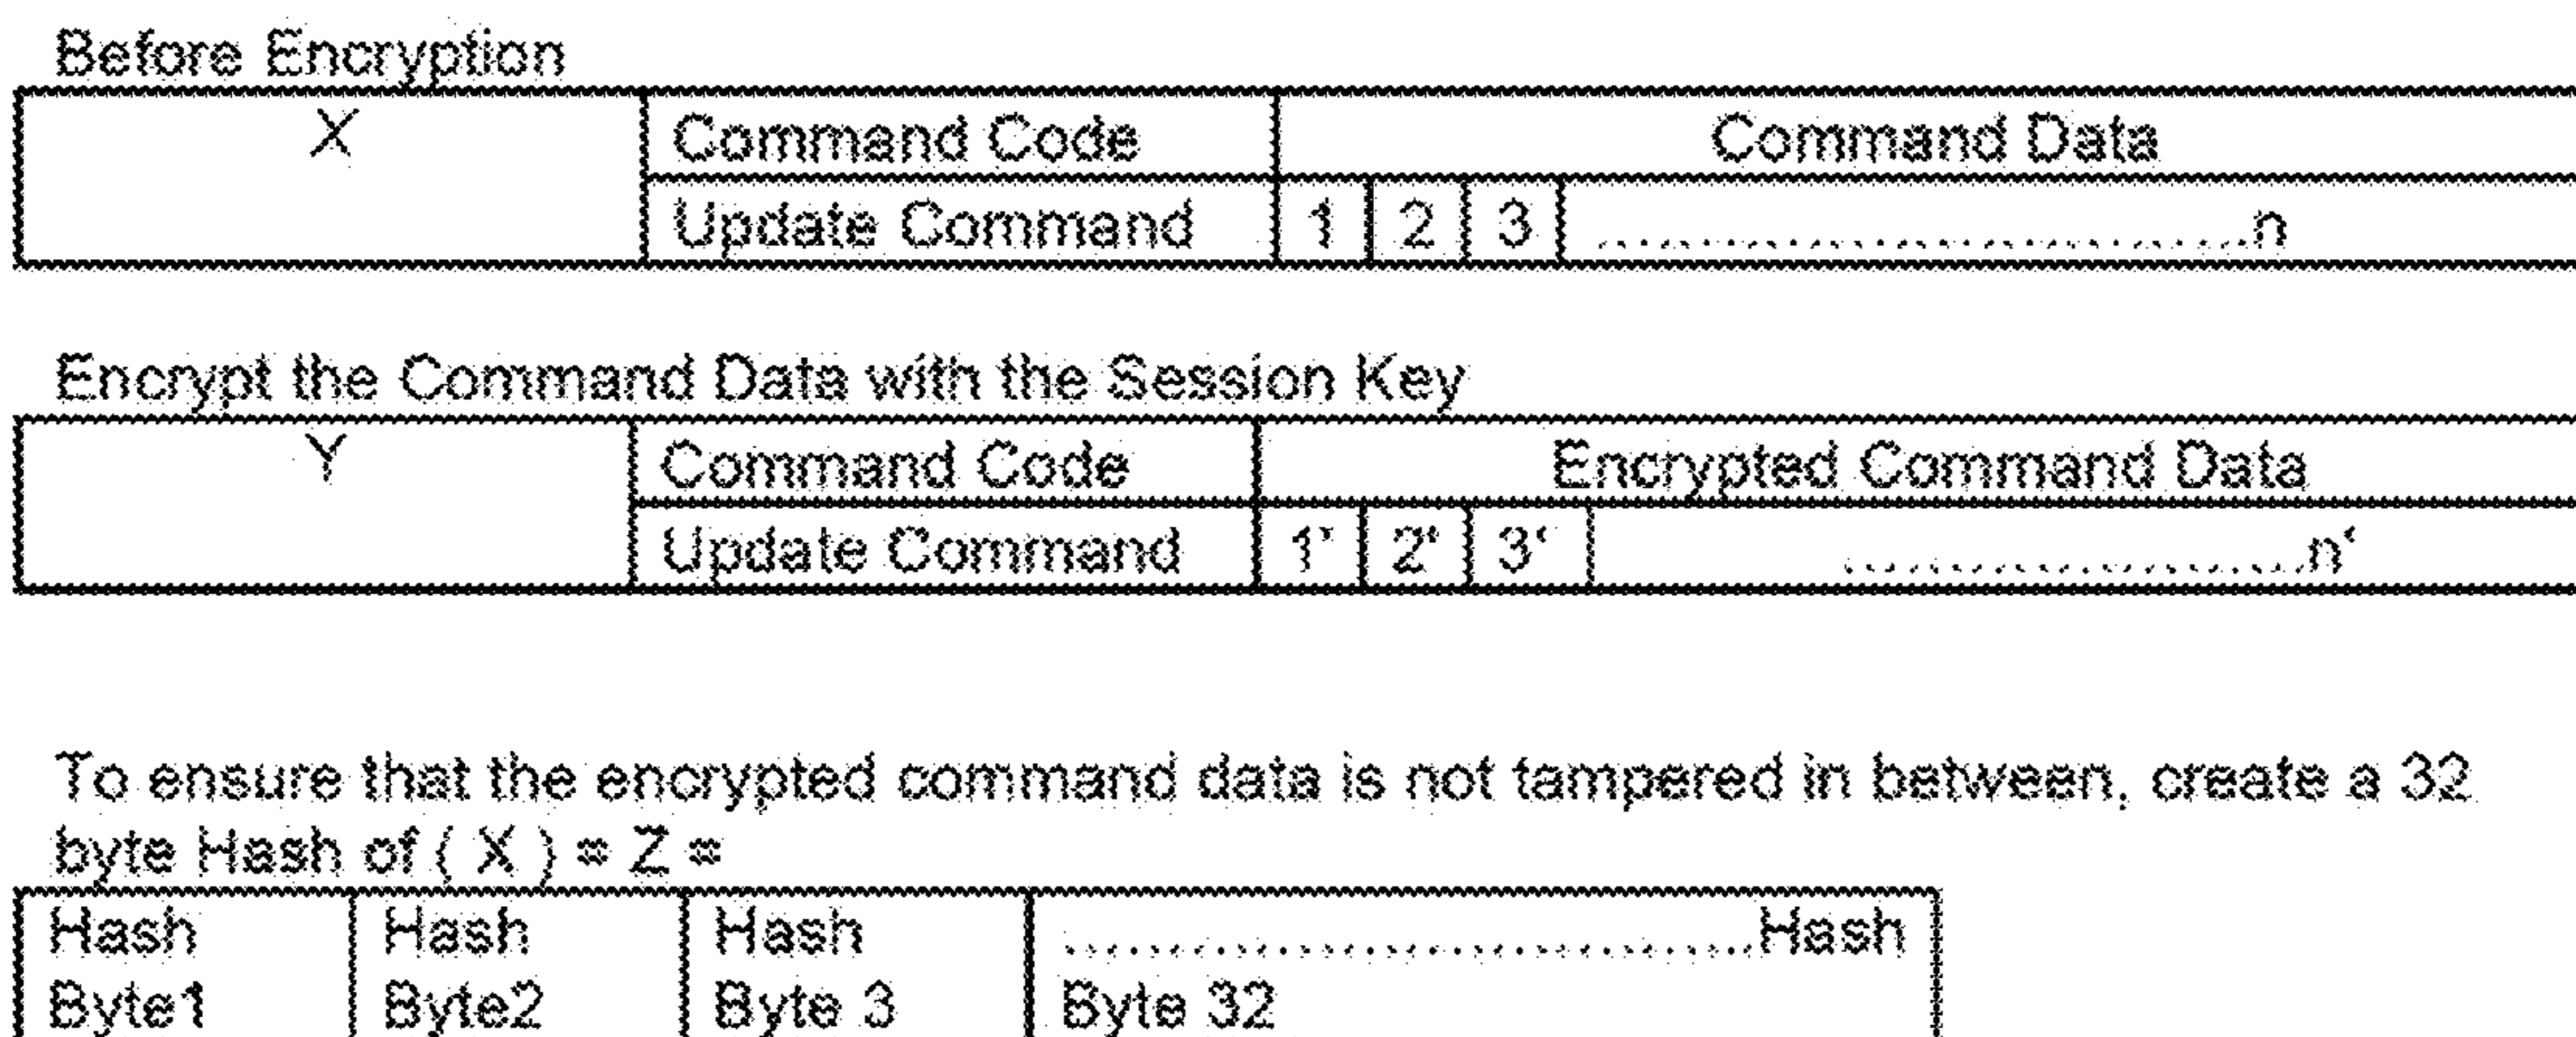 Before Encryption
X Command Code Command Data
Update Command 1 2 3 ..............................n
Encrypt the Command Data with the Session Key
Y Command Code Encrypted Command Data
Update Command 1' 2' 3' ......................n'
To ensure that the encrypted command data is not tampered in between, create a 32
byte Hash of ( X ) = Z =
Hash Hash Hash ................................Hash
Byte1 Byte2 Byte 3 Byte 32